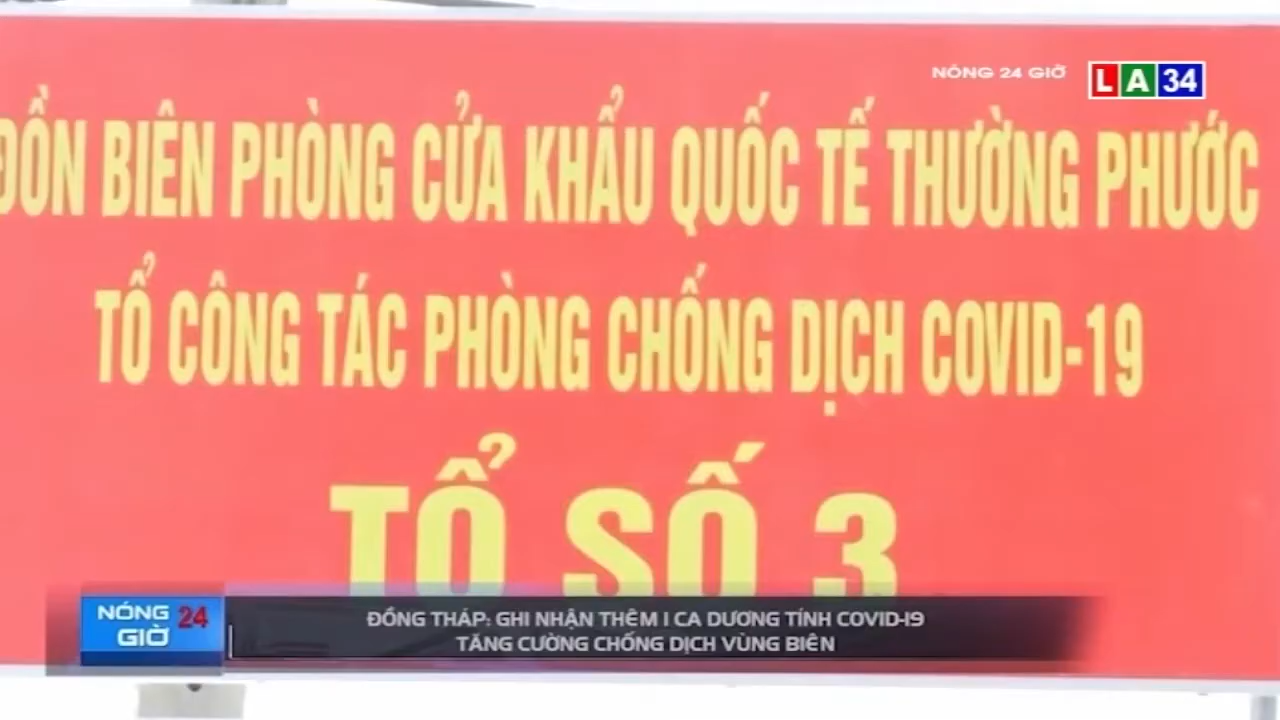 NÓNG 24 GIỜ LA34
ĐỒN BIÊN PHÒNG CỬA KHẨU QUỐC TẾ THƯỜNG PHƯỚC
TỔ CÔNG TÁC PHÒNG CHỐNG DỊCH COVID-19
TỔ SỐ 3
NÓNG 24
GIỜ
ĐỒNG THÁP: GHI NHẬN THÊM 1 CA DƯƠNG TÍNH COVID-19
TĂNG CƯỜNG CHỐNG DỊCH VÙNG BIÊN